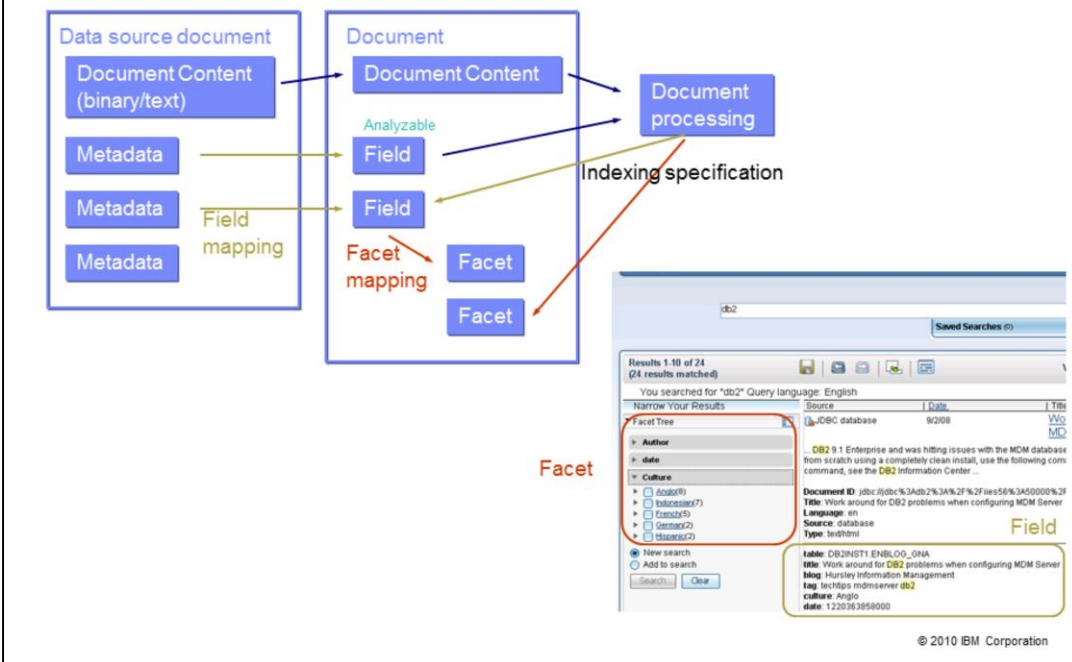 Data source document
Document Content
(binary/text)
Metadata
Metadata
Metadata
Field
mapping
Document
Document Content
Analyzable
Field
Field
Facet
mapping
Facet
Facet
Document
processing
Indexing specification
db2
Saved Searches (0)
Results 1-10 of 24
(24 results matched)
You searched for "db2" Query language: English
Narrow Your Results
Facet Tree
Author
date
Culture
Anglo(8)
Indonesian(7)
French(5)
German(2)
Hispanic(2)
New search
Add to search
Search Clear
Source | Date | Title
JDBC database 9/2/08 Wo
MD
... DB2 9.1 Enterprise and was hitting issues with the MDM database
from scratch using a completely clean install, use the following com
command, see the DB2 Information Center ...
Document ID: jdbc://jdbc%3Adb2%3A%2F%2Fiies56%3A50000%2F
Title: Work around for DB2 problems when configuring MDM Server
Language: en
Source: database
Type: text/html
table: DB2INST1.ENBLOG_GNA
title: Work around for DB2 problems when configuring MDM Server
blog: Hursley Information Management
tag: techtips mdmserver db2
culture: Anglo
date: 1220363858000
Facet
Field
© 2010 IBM Corporation